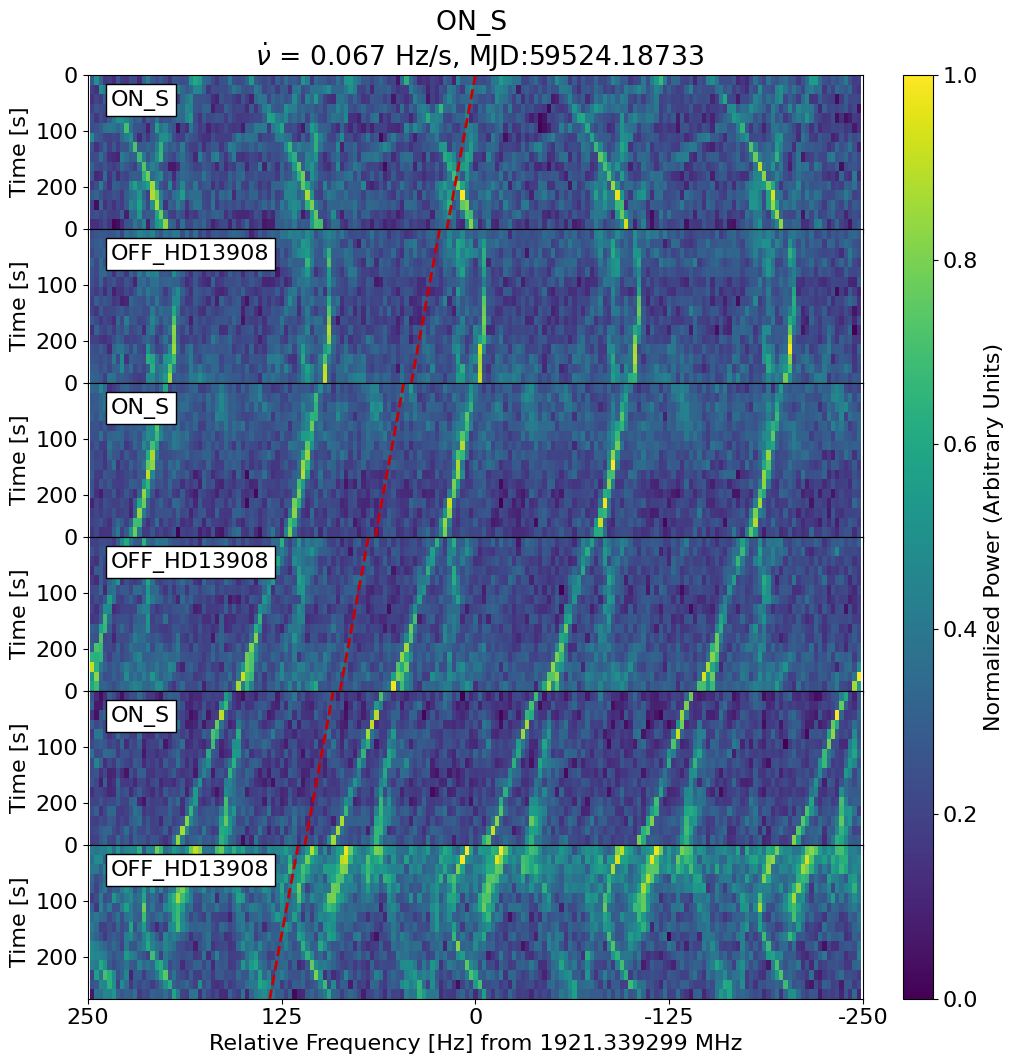 ON_S
ν̇ = 0.067 Hz/s, MJD:59524.18733
0
100
200
Time [s]
ON_S
0
100
200
Time [s]
OFF_HD13908
0
100
200
Time [s]
ON_S
0
100
200
Time [s]
OFF_HD13908
0
100
200
Time [s]
ON_S
0
100
200
Time [s]
OFF_HD13908
250 125 0 -125 -250
Relative Frequency [Hz] from 1921.339299 MHz
1.0
0.8
0.6
0.4
0.2
0.0
Normalized Power (Arbitrary Units)